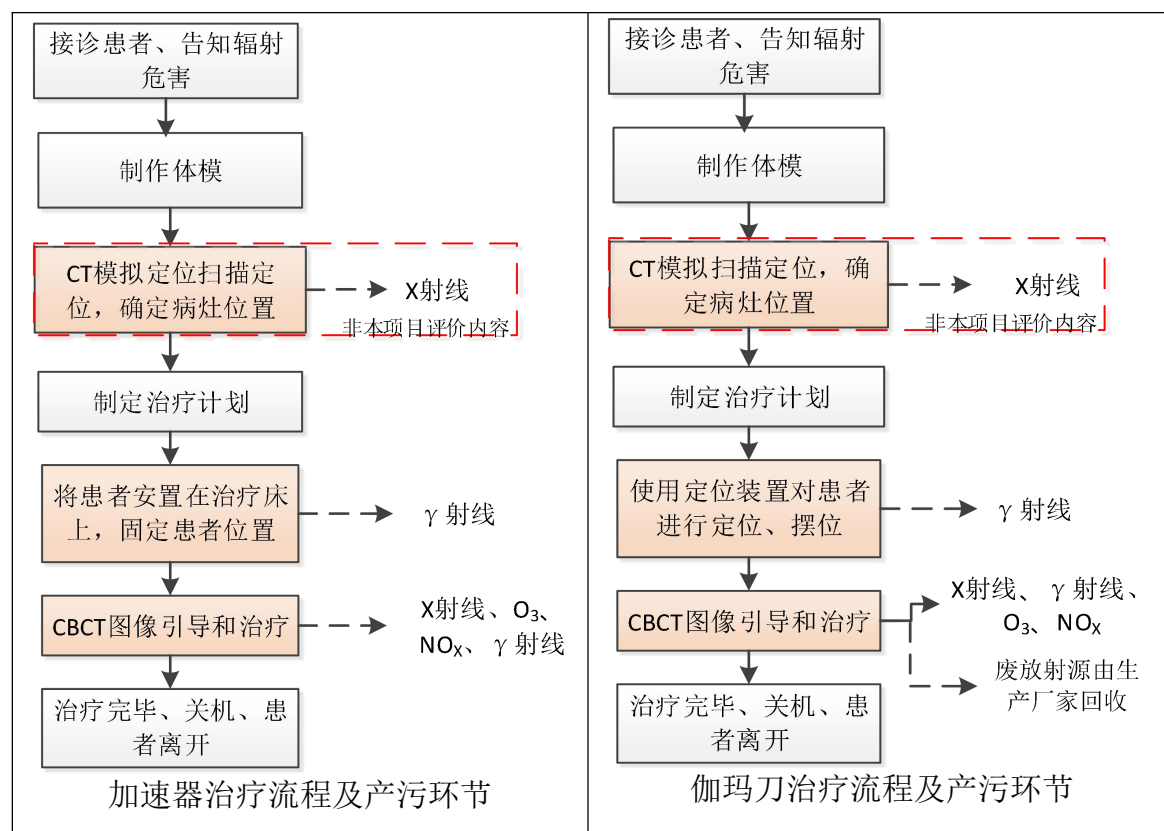 接诊患者、告知辐射
危害
制作体模
CT模拟定位扫描定
位，确定病灶位置
X射线
非本项目评价内容
制定治疗计划
将患者安置在治疗床
上，固定患者位置
γ 射线
CBCT图像引导和治疗
X射线、O₃、
NOₓ、γ 射线
治疗完毕、关机、患
者离开
加速器治疗流程及产污环节
接诊患者、告知辐射
危害
制作体模
CT模拟扫描定位，确
定病灶位置
X射线
非本项目评价内容
制定治疗计划
使用定位装置对患者
进行定位、摆位
γ 射线
CBCT图像引导和治疗
X射线、γ 射线、
O₃、NOₓ
废放射源由生
产厂家回收
治疗完毕、关机、患
者离开
伽玛刀治疗流程及产污环节